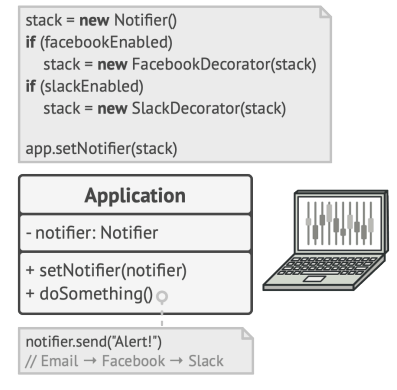 stack = new Notifier()
if (facebookEnabled)
    stack = new FacebookDecorator(stack)
if (slackEnabled)
    stack = new SlackDecorator(stack)
app.setNotifier(stack)
Application
- notifier: Notifier
+ setNotifier(notifier)
+ doSomething()
notifier.send("Alert!")
// Email → Facebook → Slack